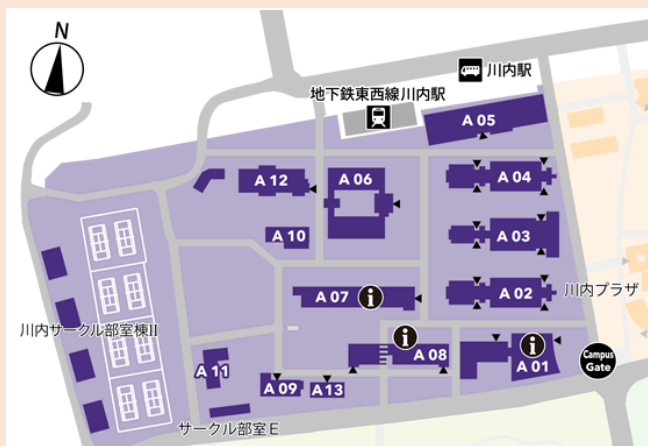 N
川内駅
地下鉄東西線川内駅
A 05
A 12
A 06
A 04
A 10
A 03
A 07
i
A 02
川内プラザ
川内サークル部室棟II
i
A 08
i
A 01
Campus
Gate
A 11
A 09
A 13
サークル部室E